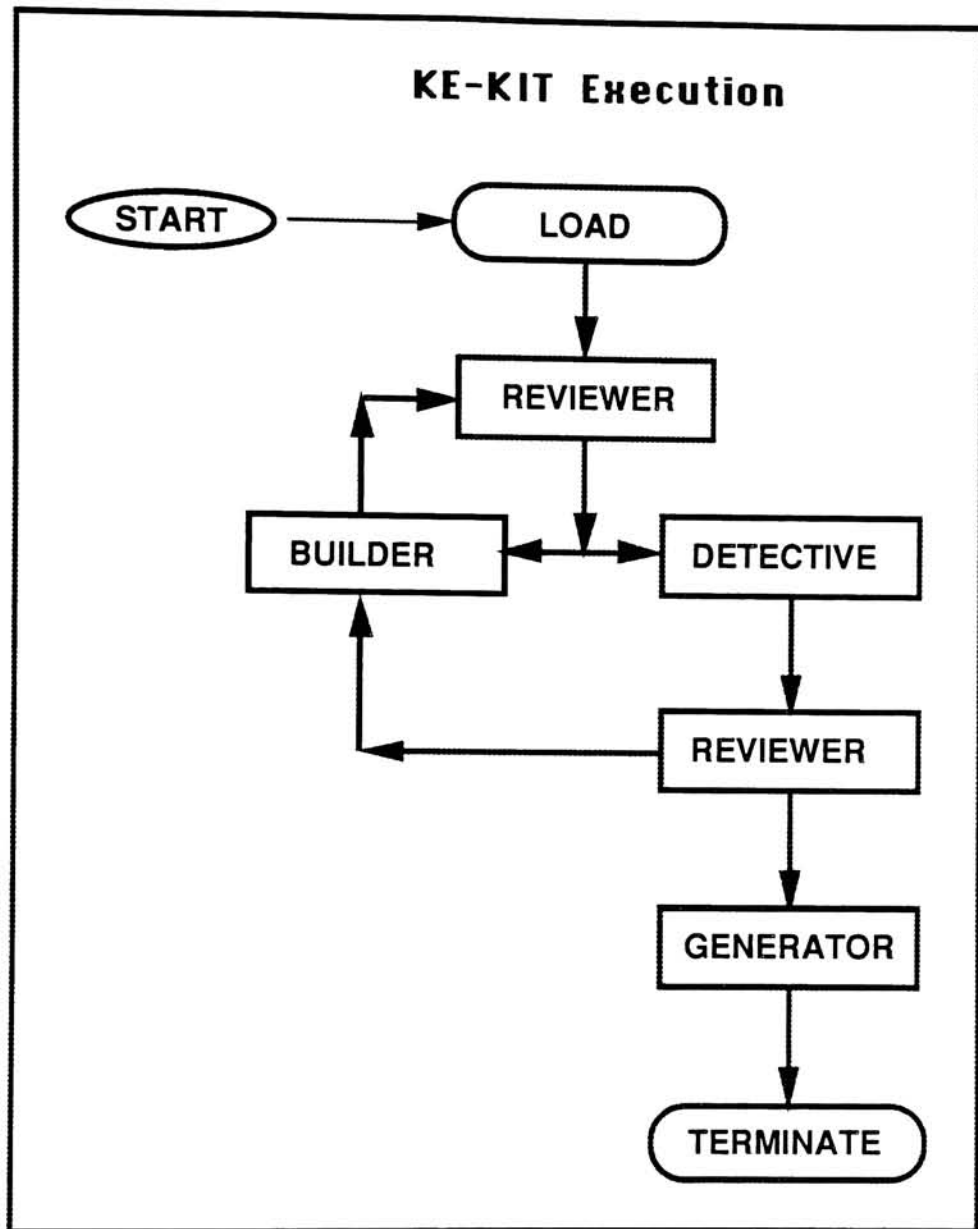 KE-KIT Execution
START
LOAD
REVIEWER
BUILDER
DETECTIVE
REVIEWER
GENERATOR
TERMINATE